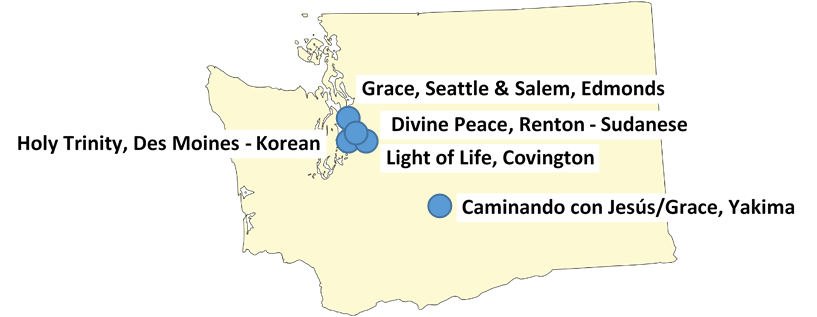 Grace, Seattle & Salem, Edmonds
Divine Peace, Renton - Sudanese
Holy Trinity, Des Moines - Korean
Light of Life, Covington
Caminando con Jesús/Grace, Yakima